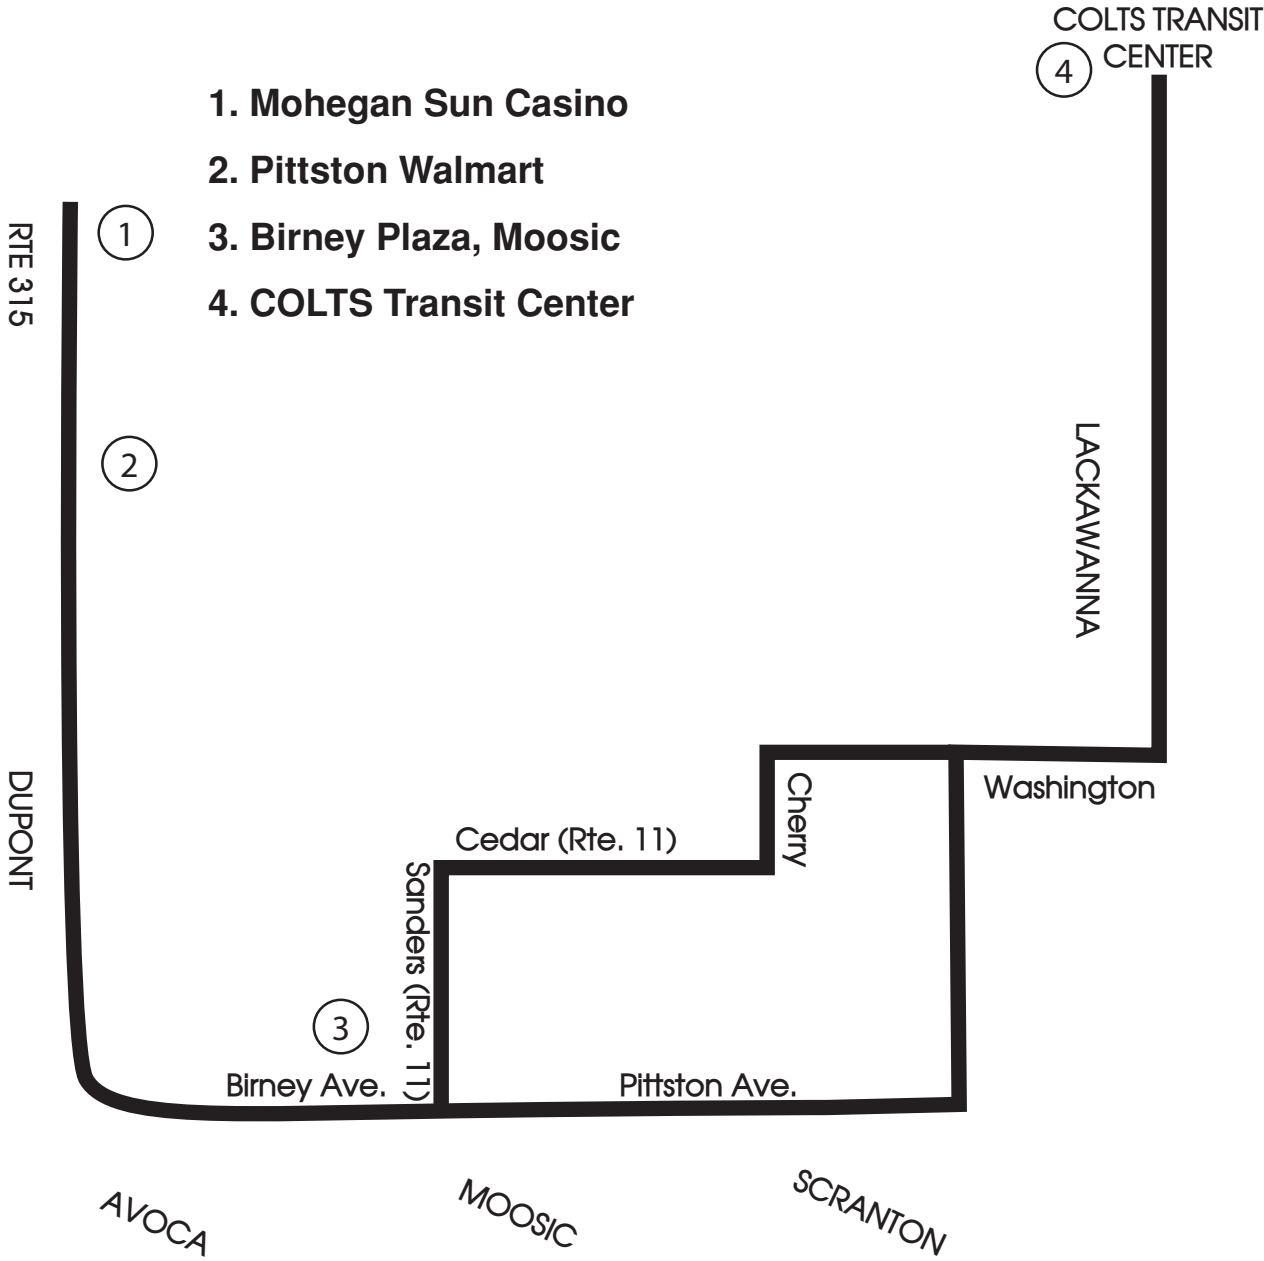 COLTS TRANSIT
CENTER
4
1. Mohegan Sun Casino
2. Pittston Walmart
3. Birney Plaza, Moosic
4. COLTS Transit Center
1
RTE 315
2
LACKAWANNA
DUPONT
Washington
Cherry
Cedar (Rte. 11)
Sanders (Rte. 11)
3
Birney Ave.
Pittston Ave.
AVOCA
MOOSIC
SCRANTON